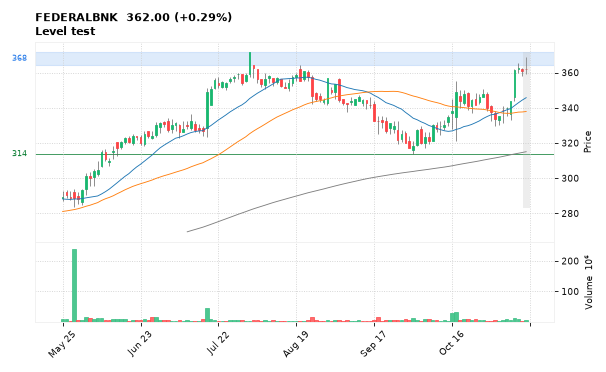 FEDERALBNK 362.00 (+0.29%)
Level test
368
314
360
340
320
300
280
Price
200
100
Volume 10⁶
May 25
Jun 23
Jul 22
Aug 19
Sep 17
Oct 16